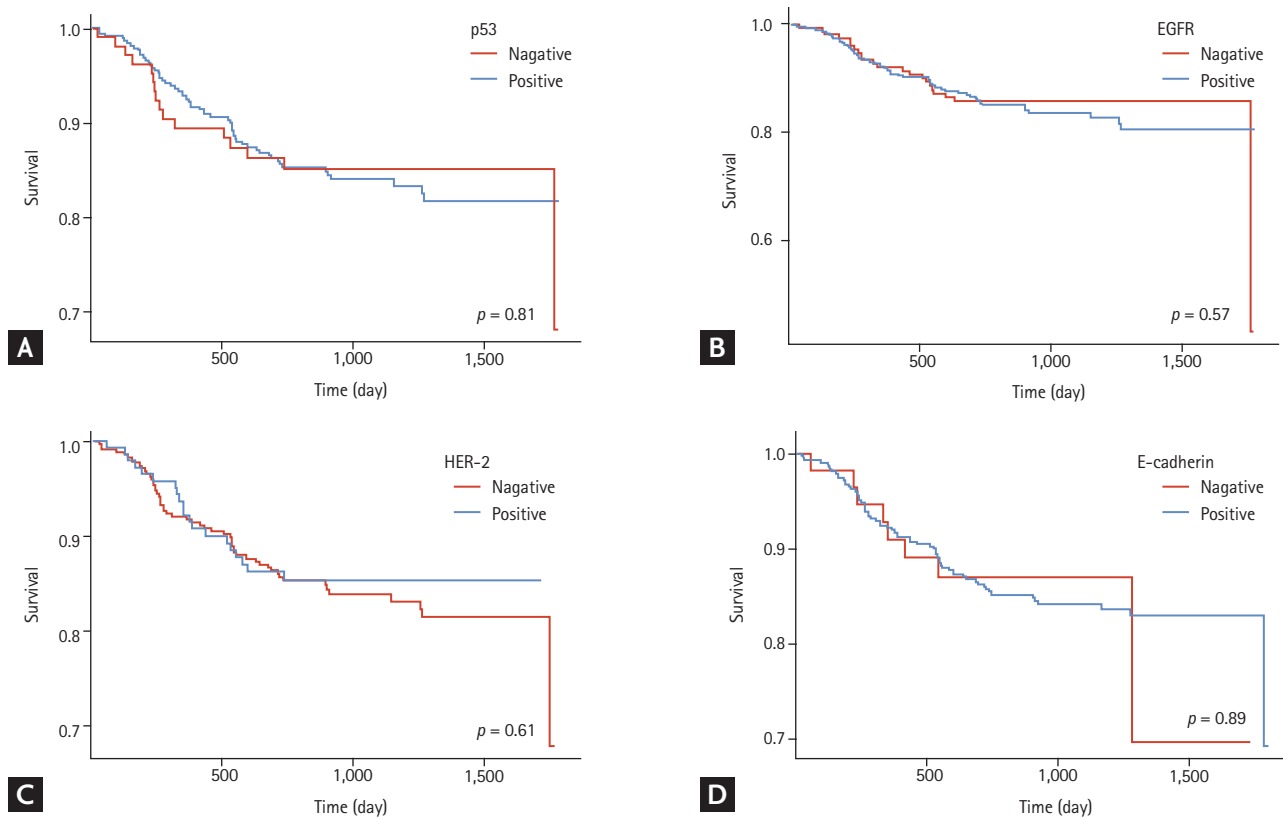 p53
Nagative
Positive
1.0
0.9
0.8
0.7
Survival
p = 0.81
500
1,000
1,500
Time (day)
A
EGFR
Nagative
Positive
1.0
0.8
0.6
Survival
p = 0.57
500
1,000
1,500
Time (day)
B
HER-2
Nagative
Positive
1.0
0.9
0.8
0.7
Survival
p = 0.61
500
1,000
1,500
Time (day)
C
E-cadherin
Nagative
Positive
1.0
0.9
0.8
0.7
Survival
p = 0.89
500
1,000
1,500
Time (day)
D